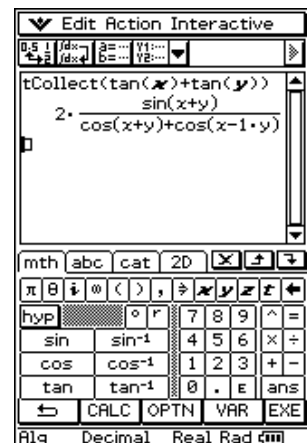 Edit Action Interactive
tCollect(tan(x)+tan(y))
2· sin(x+y)
cos(x+y)+cos(x-1·y)
mth abc cat 2D
π θ i ∞ ( ) , ⇒ x y z t ←
hyp ° r 7 8 9 ^ =
sin sin⁻¹ 4 5 6 × ÷
cos cos⁻¹ 1 2 3 + −
tan tan⁻¹ 0 . E ans
CALC OPTN VAR EXE
Alg Decimal Real Rad